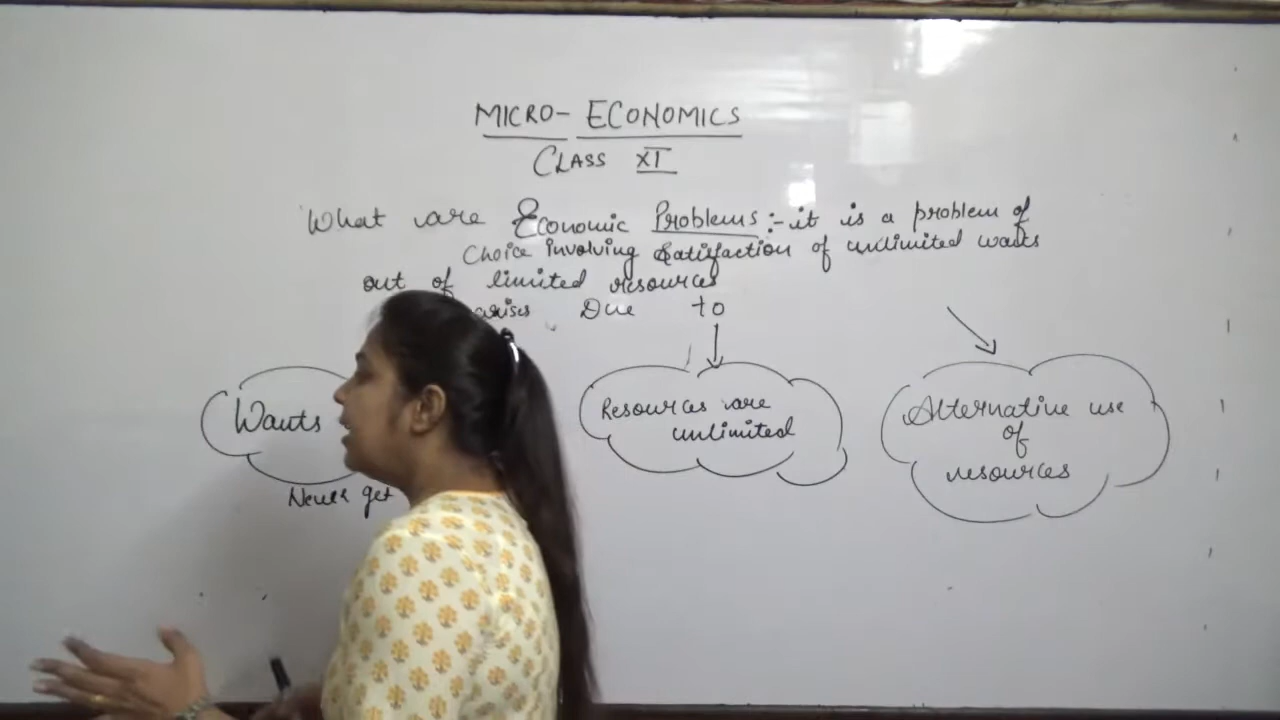 MICRO- ECONOMICS
CLASS XI
What are Economic Problems:- it is a problem of
Choice involving Satisfaction of unlimited wants
out of limited resources
arises Due to
Wants
Never get
Resources are
unlimited
Alternative use
of
resources